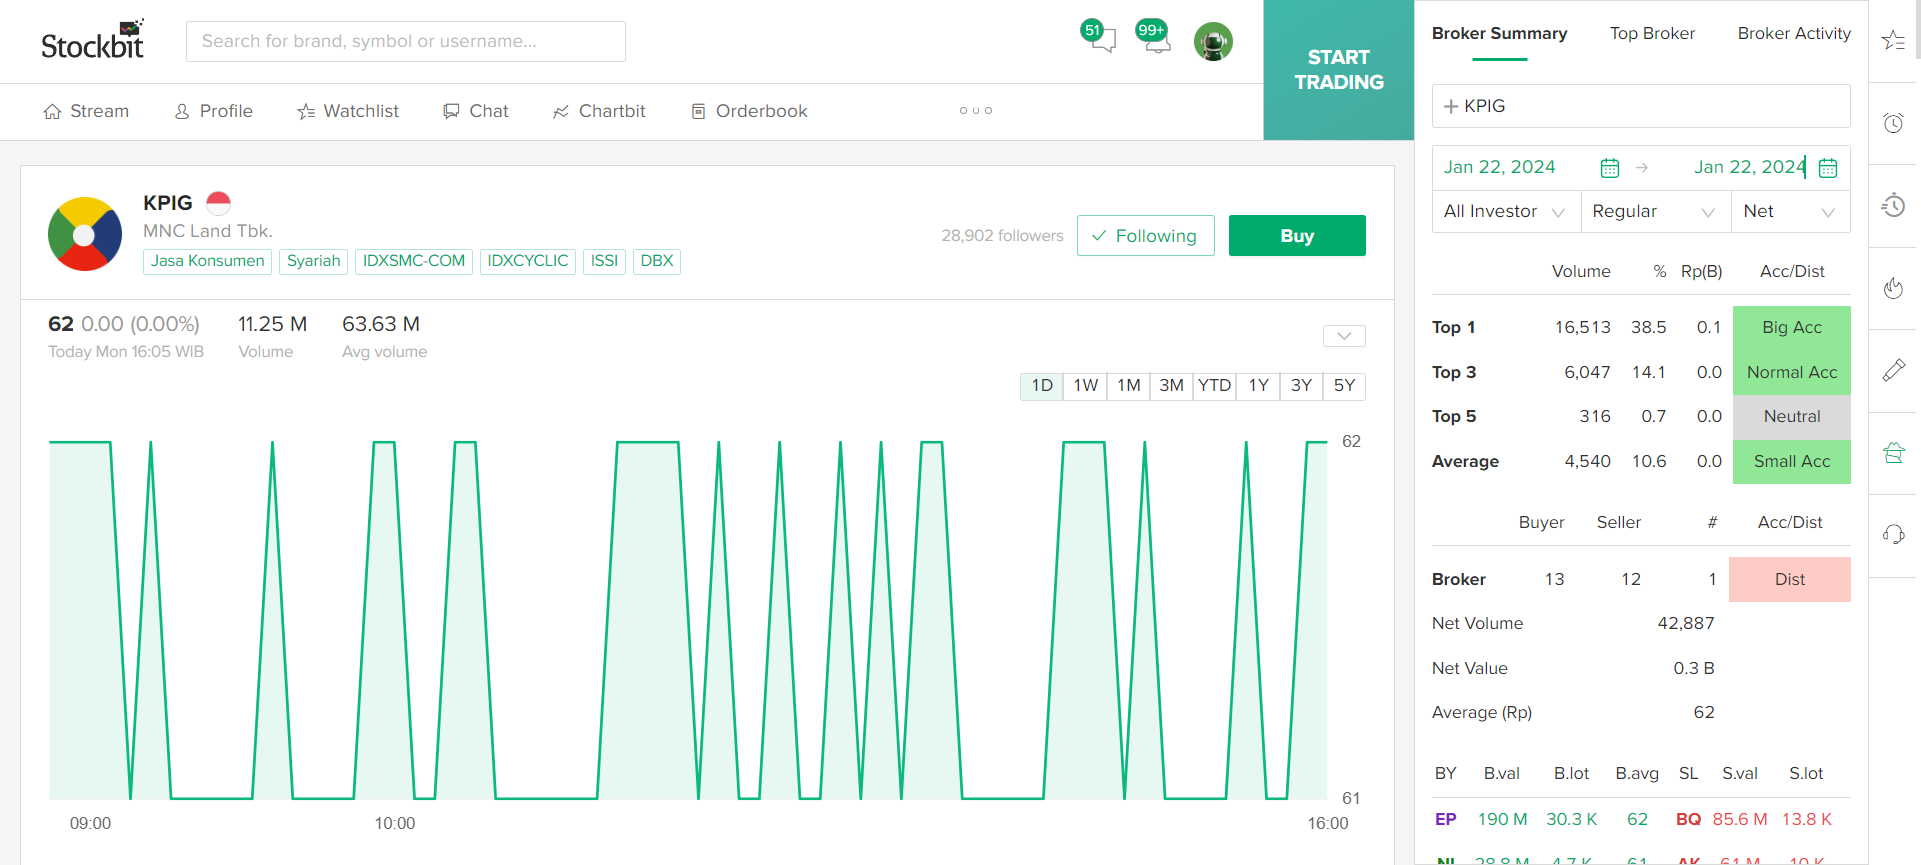 Stockbit
Search for brand, symbol or username...
51
99+
START
TRADING
Stream
Profile
Watchlist
Chat
Chartbit
Orderbook
KPIG
MNC Land Tbk.
Jasa Konsumen
Syariah
IDXSMC-COM
IDXCYCLIC
ISSI
DBX
28,902 followers
Following
Buy
62 0.00 (0.00%)
Today Mon 16:05 WIB
11.25 M
Volume
63.63 M
Avg volume
1D 1W 1M 3M YTD 1Y 3Y 5Y
62
61
09:00 10:00 16:00
Broker Summary Top Broker Broker Activity
KPIG
Jan 22, 2024 Jan 22, 2024
All Investor Regular Net
Volume % Rp(B) Acc/Dist
Top 1 16,513 38.5 0.1 Big Acc
Top 3 6,047 14.1 0.0 Normal Acc
Top 5 316 0.7 0.0 Neutral
Average 4,540 10.6 0.0 Small Acc
Buyer Seller # Acc/Dist
Broker 13 12 1 Dist
Net Volume 42,887
Net Value 0.3 B
Average (Rp) 62
BY B.val B.lot B.avg SL S.val S.lot
EP 190 M 30.3 K 62 BQ 85.6 M 13.8 K